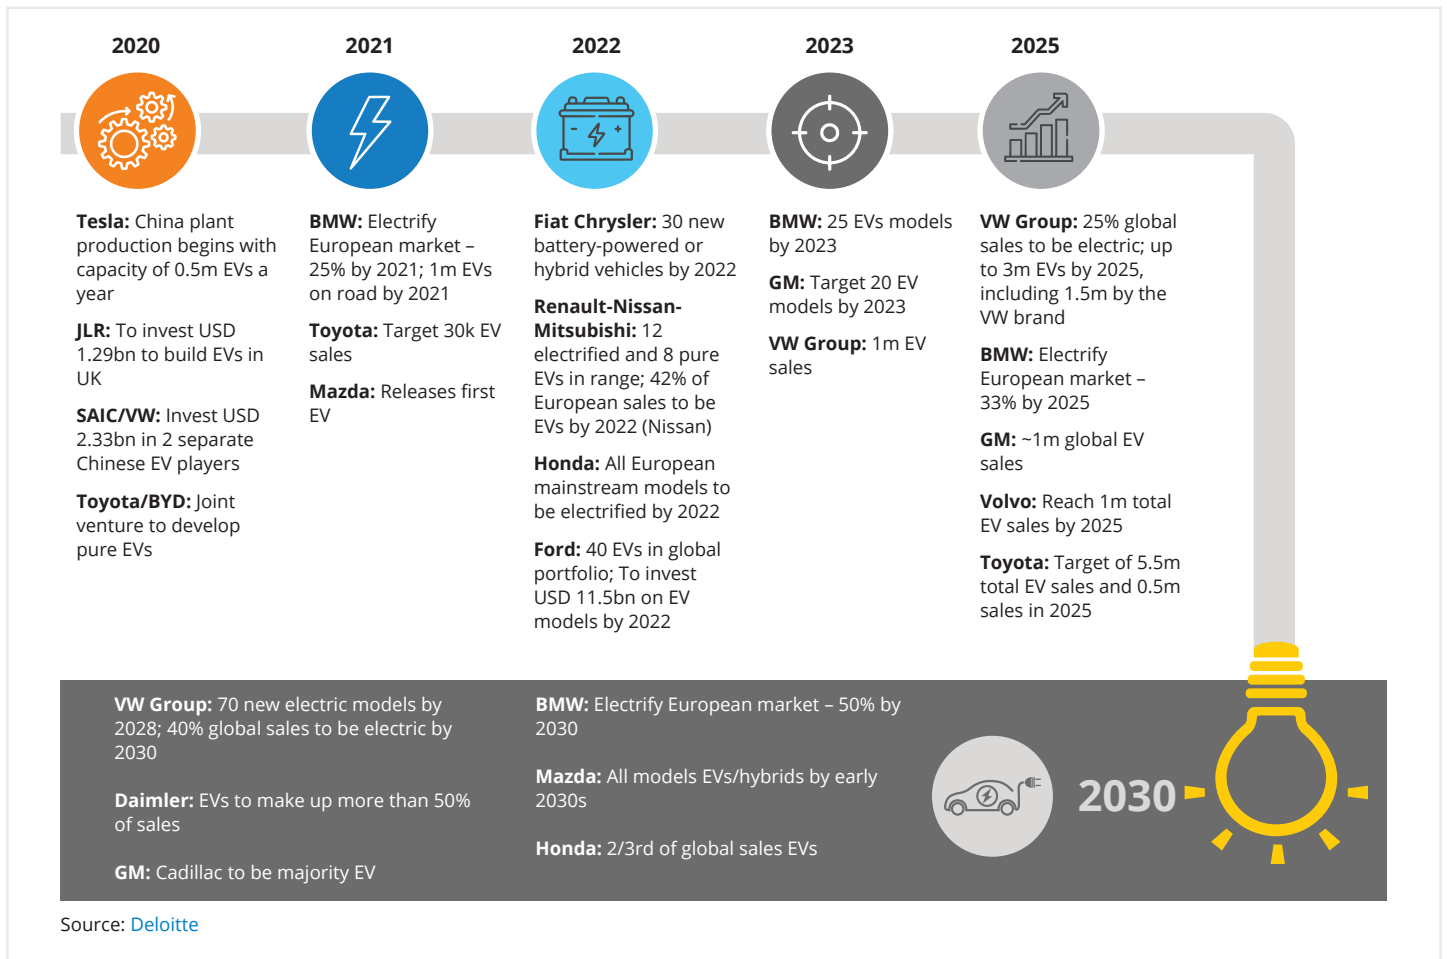 2020
Tesla: China plant
production begins with
capacity of 0.5m EVs a
year
JLR: To invest USD
1.29bn to build EVs in
UK
SAIC/VW: Invest USD
2.33bn in 2 separate
Chinese EV players
Toyota/BYD: Joint
venture to develop
pure EVs
2021
BMW: Electrify
European market –
25% by 2021; 1m EVs
on road by 2021
Toyota: Target 30k EV
sales
Mazda: Releases first
EV
2022
Fiat Chrysler: 30 new
battery-powered or
hybrid vehicles by 2022
Renault-Nissan-
Mitsubishi: 12
electrified and 8 pure
EVs in range; 42% of
European sales to be
EVs by 2022 (Nissan)
Honda: All European
mainstream models to
be electrified by 2022
Ford: 40 EVs in global
portfolio; To invest
USD 11.5bn on EV
models by 2022
2023
BMW: 25 EVs models
by 2023
GM: Target 20 EV
models by 2023
VW Group: 1m EV
sales
2025
VW Group: 25% global
sales to be electric; up
to 3m EVs by 2025,
including 1.5m by the
VW brand
BMW: Electrify
European market –
33% by 2025
GM: ~1m global EV
sales
Volvo: Reach 1m total
EV sales by 2025
Toyota: Target of 5.5m
total EV sales and 0.5m
sales in 2025
VW Group: 70 new electric models by
2028; 40% global sales to be electric by
2030
Daimler: EVs to make up more than 50%
of sales
GM: Cadillac to be majority EV
BMW: Electrify European market – 50% by
2030
Mazda: All models EVs/hybrids by early
2030s
Honda: 2/3rd of global sales EVs
2030
Source: Deloitte